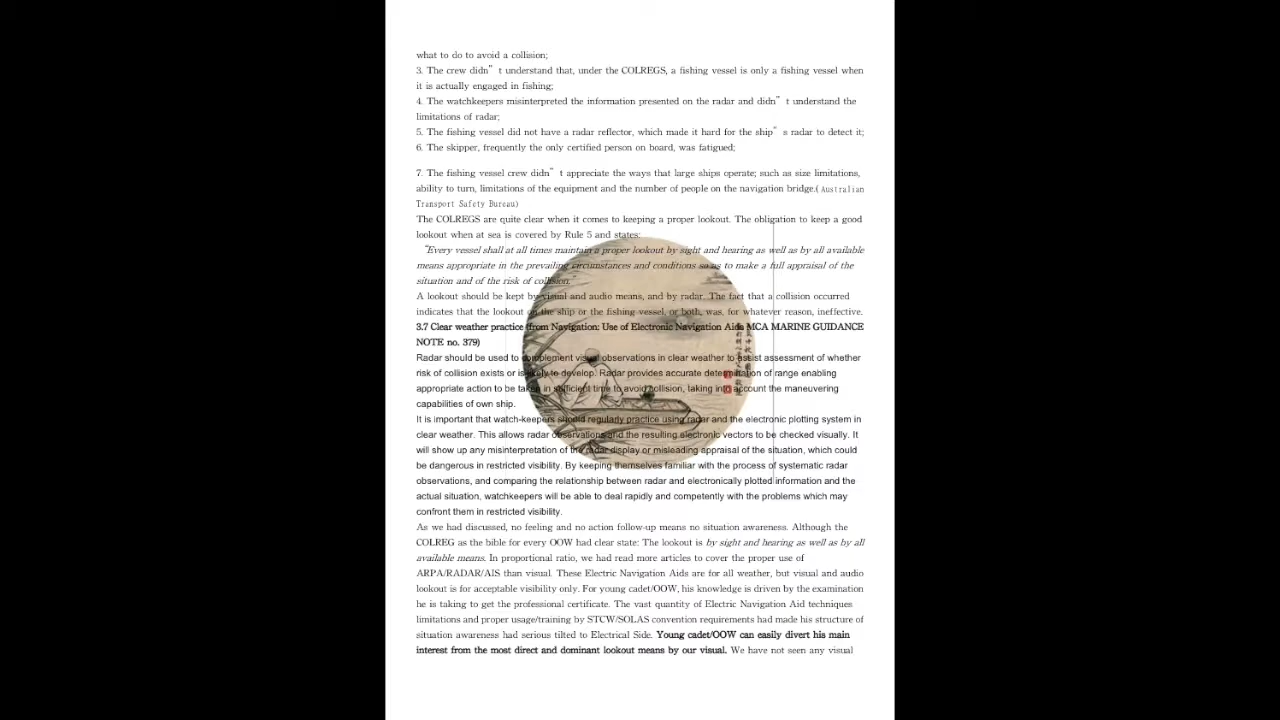 what to do to avoid a collision;
3. The crew didn”t understand that, under the COLREGS, a fishing vessel is only a fishing vessel when
it is actually engaged in fishing;
4. The watchkeepers misinterpreted the information presented on the radar and didn”t understand the
limitations of radar;
5. The fishing vessel did not have a radar reflector, which made it hard for the ship”s radar to detect it;
6. The skipper, frequently the only certified person on board, was fatigued;
7. The fishing vessel crew didn”t appreciate the ways that large ships operate; such as size limitations,
ability to turn, limitations of the equipment and the number of people on the navigation bridge.(Australian
Transport Safety Bureau)
The COLREGS are quite clear when it comes to keeping a proper lookout. The obligation to keep a good
lookout when at sea is covered by Rule 5 and states:
“Every vessel shall at all times maintain a proper lookout by sight and hearing as well as by all available
means appropriate in the prevailing circumstances and conditions so as to make a full appraisal of the
situation and of the risk of collision.”
A lookout should be kept by visual and audio means, and by radar. The fact that a collision occurred
indicates that the lookout on the ship or the fishing vessel, or both, was, for whatever reason, ineffective.
3.7 Clear weather practice (from Navigation: Use of Electronic Navigation Aids MCA MARINE GUIDANCE
NOTE no. 379)
Radar should be used to complement visual observations in clear weather to assist assessment of whether
risk of collision exists or is likely to develop. Radar provides accurate determination of range enabling
appropriate action to be taken in sufficient time to avoid collision, taking into account the maneuvering
capabilities of own ship.
It is important that watch-keepers should regularly practice using radar and the electronic plotting system in
clear weather. This allows radar observations and the resulting electronic vectors to be checked visually. It
will show up any misinterpretation of the radar display or misleading appraisal of the situation, which could
be dangerous in restricted visibility. By keeping themselves familiar with the process of systematic radar
observations, and comparing the relationship between radar and electronically plotted information and the
actual situation, watchkeepers will be able to deal rapidly and competently with the problems which may
confront them in restricted visibility.
As we had discussed, no feeling and no action follow-up means no situation awareness. Although the
COLREG as the bible for every OOW had clear state: The lookout is by sight and hearing as well as by all
available means. In proportional ratio, we had read more articles to cover the proper use of
ARPA/RADAR/AIS than visual. These Electric Navigation Aids are for all weather, but visual and audio
lookout is for acceptable visibility only. For young cadet/OOW, his knowledge is driven by the examination
he is taking to get the professional certificate. The vast quantity of Electric Navigation Aid techniques
limitations and proper usage/training by STCW/SOLAS convention requirements had made his structure of
situation awareness had serious tilted to Electrical Side. Young cadet/OOW can easily divert his main
interest from the most direct and dominant lookout means by our visual. We have not seen any visual